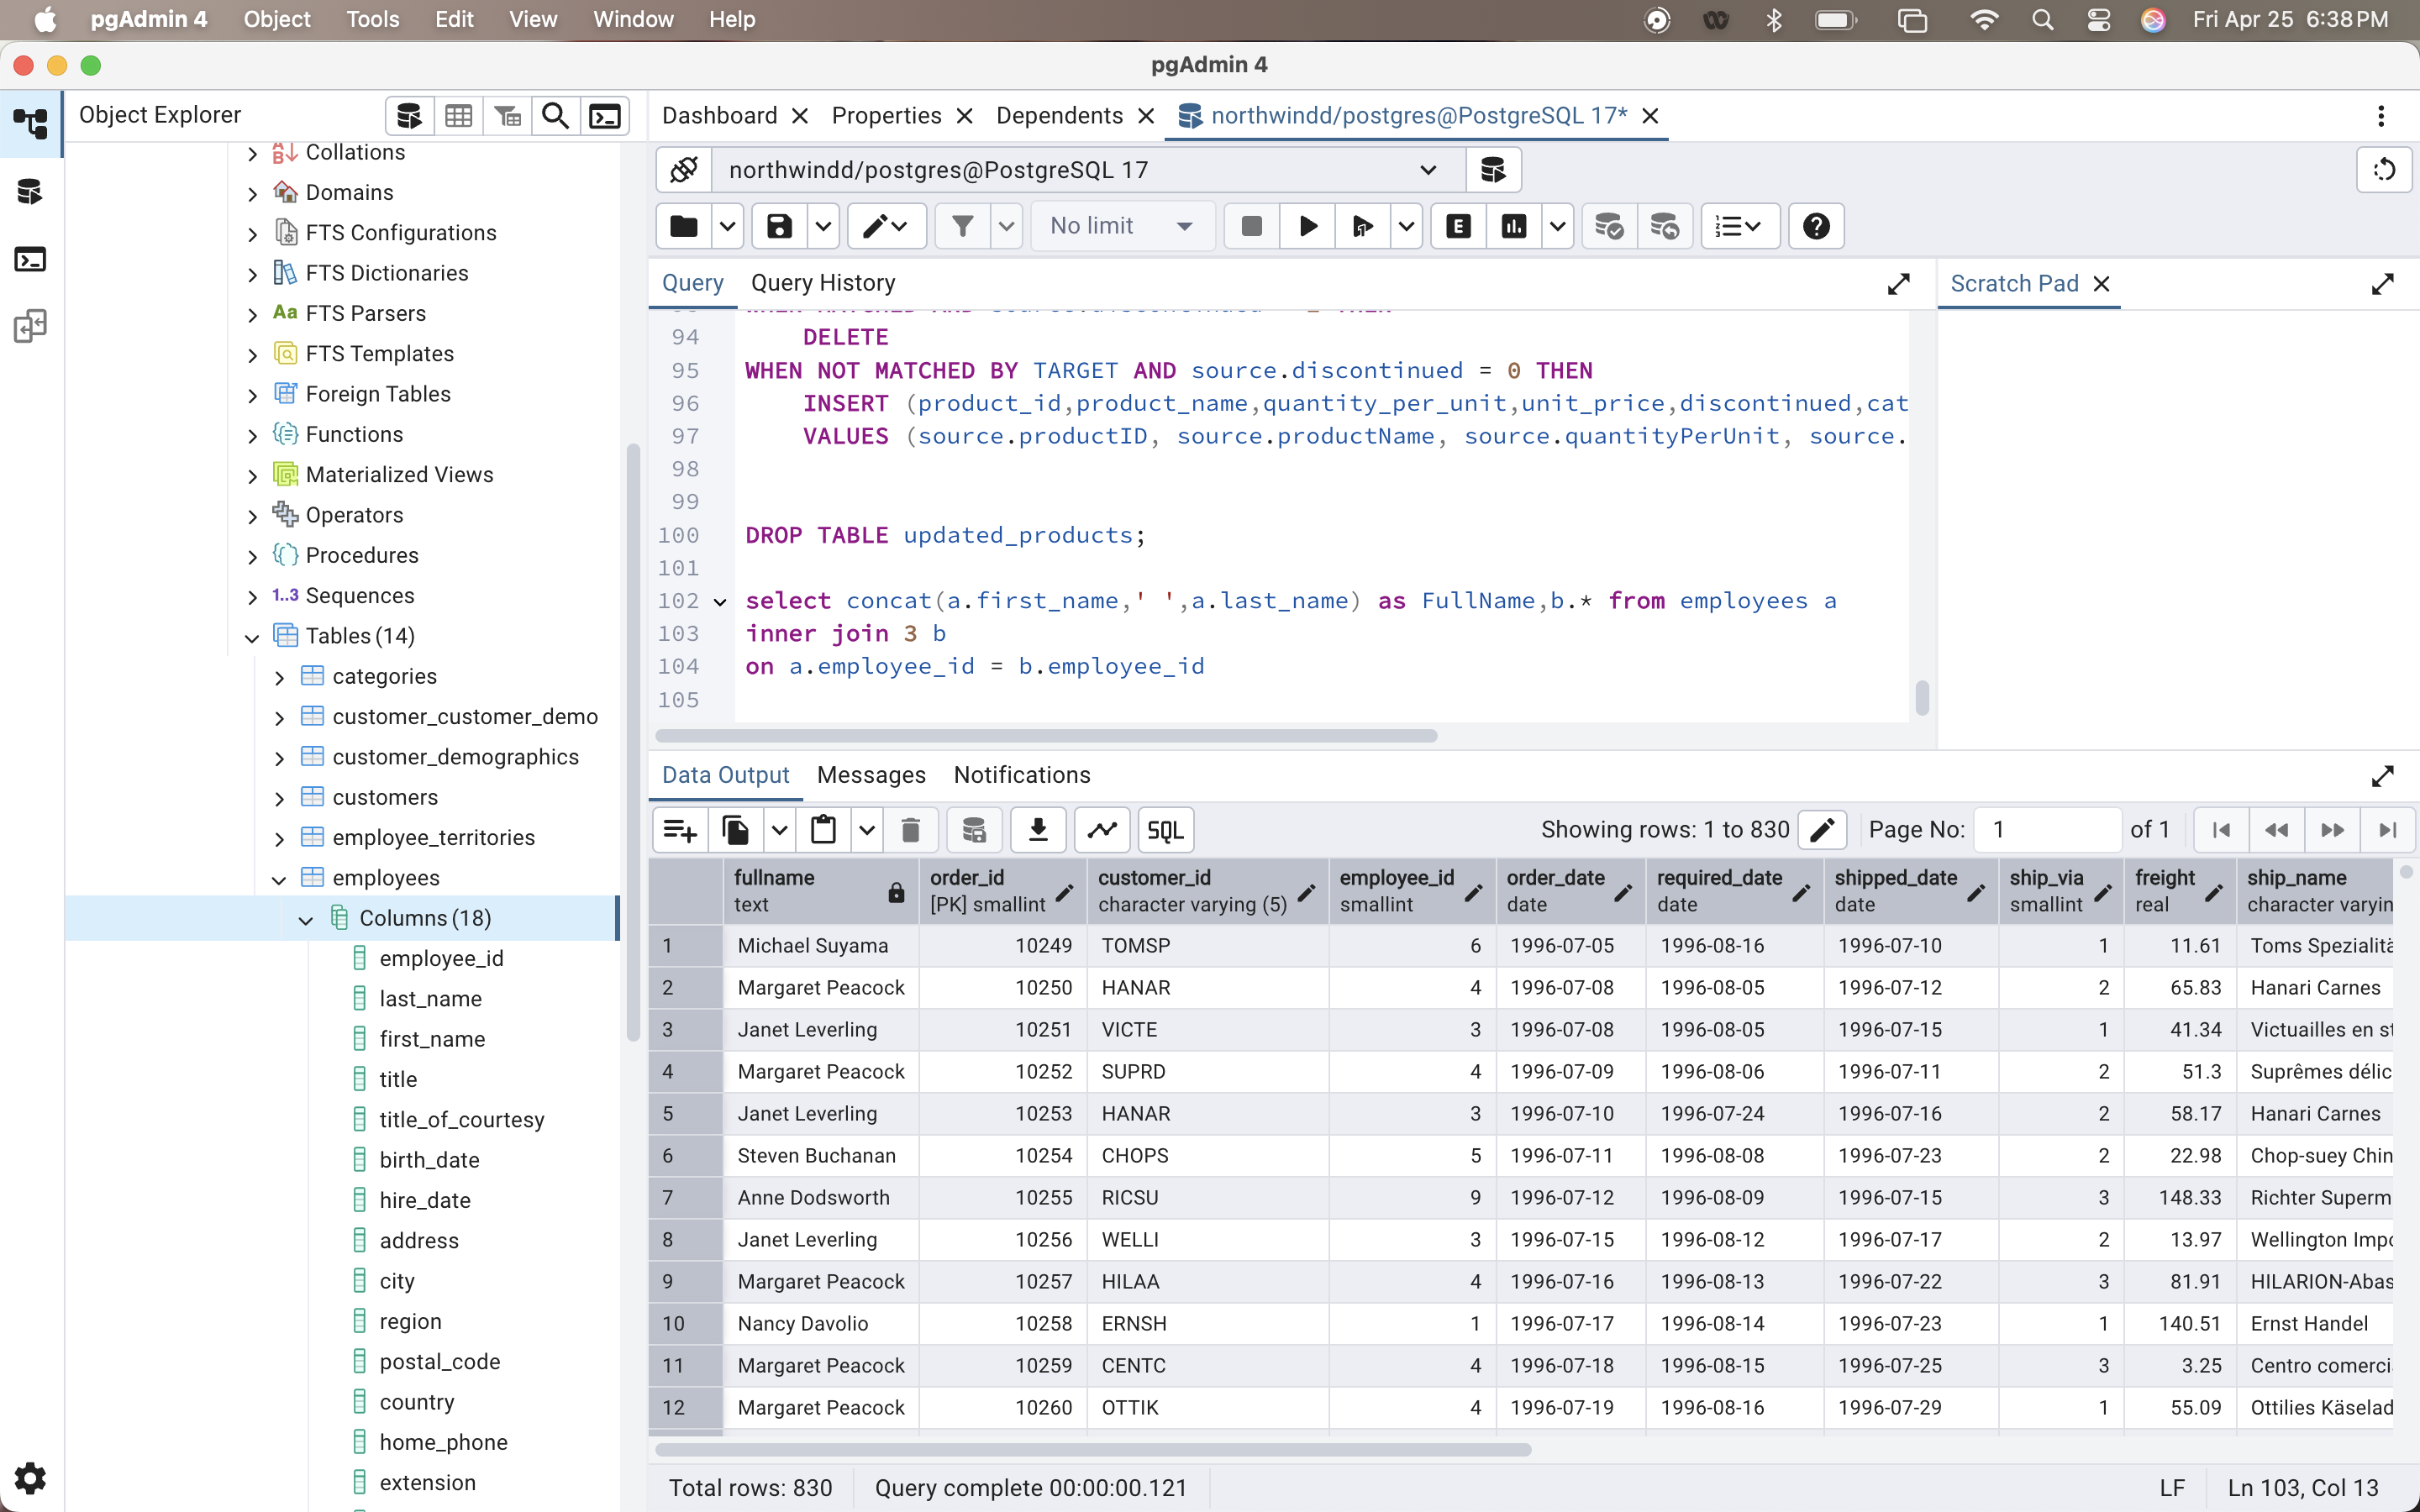 pgAdmin 4 Object Tools Edit View Window Help Fri Apr 25 6:38 PM
pgAdmin 4
Object Explorer
Collations
Domains
FTS Configurations
FTS Dictionaries
Aa FTS Parsers
FTS Templates
Foreign Tables
Functions
Materialized Views
Operators
Procedures
1..3 Sequences
Tables (14)
categories
customer_customer_demo
customer_demographics
customers
employee_territories
employees
Columns (18)
employee_id
last_name
first_name
title
title_of_courtesy
birth_date
hire_date
address
city
region
postal_code
country
home_phone
extension
Dashboard Properties Dependents northwindd/postgres@PostgreSQL 17*
northwindd/postgres@PostgreSQL 17
No limit
Query Query History
Scratch Pad
94 DELETE
95 WHEN NOT MATCHED BY TARGET AND source.discontinued = 0 THEN
96 INSERT (product_id,product_name,quantity_per_unit,unit_price,discontinued,cat
97 VALUES (source.productID, source.productName, source.quantityPerUnit, source.
98
99
100 DROP TABLE updated_products;
101
102 select concat(a.first_name,' ',a.last_name) as FullName,b.* from employees a
103 inner join 3 b
104 on a.employee_id = b.employee_id
105
Data Output Messages Notifications
SQL Showing rows: 1 to 830 Page No: 1 of 1
fullname order_id customer_id employee_id order_date required_date shipped_date ship_via freight ship_name
text [PK] smallint character varying (5) smallint date date date smallint real character varyin
1 Michael Suyama 10249 TOMSP 6 1996-07-05 1996-08-16 1996-07-10 1 11.61 Toms Spezialitä
2 Margaret Peacock 10250 HANAR 4 1996-07-08 1996-08-05 1996-07-12 2 65.83 Hanari Carnes
3 Janet Leverling 10251 VICTE 3 1996-07-08 1996-08-05 1996-07-15 1 41.34 Victuailles en st
4 Margaret Peacock 10252 SUPRD 4 1996-07-09 1996-08-06 1996-07-11 2 51.3 Suprêmes délic
5 Janet Leverling 10253 HANAR 3 1996-07-10 1996-07-24 1996-07-16 2 58.17 Hanari Carnes
6 Steven Buchanan 10254 CHOPS 5 1996-07-11 1996-08-08 1996-07-23 2 22.98 Chop-suey Chin
7 Anne Dodsworth 10255 RICSU 9 1996-07-12 1996-08-09 1996-07-15 3 148.33 Richter Superm
8 Janet Leverling 10256 WELLI 3 1996-07-15 1996-08-12 1996-07-17 2 13.97 Wellington Impo
9 Margaret Peacock 10257 HILAA 4 1996-07-16 1996-08-13 1996-07-22 3 81.91 HILARION-Abas
10 Nancy Davolio 10258 ERNSH 1 1996-07-17 1996-08-14 1996-07-23 1 140.51 Ernst Handel
11 Margaret Peacock 10259 CENTC 4 1996-07-18 1996-08-15 1996-07-25 3 3.25 Centro comerci
12 Margaret Peacock 10260 OTTIK 4 1996-07-19 1996-08-16 1996-07-29 1 55.09 Ottilies Käselad
Total rows: 830 Query complete 00:00:00.121 LF Ln 103, Col 13